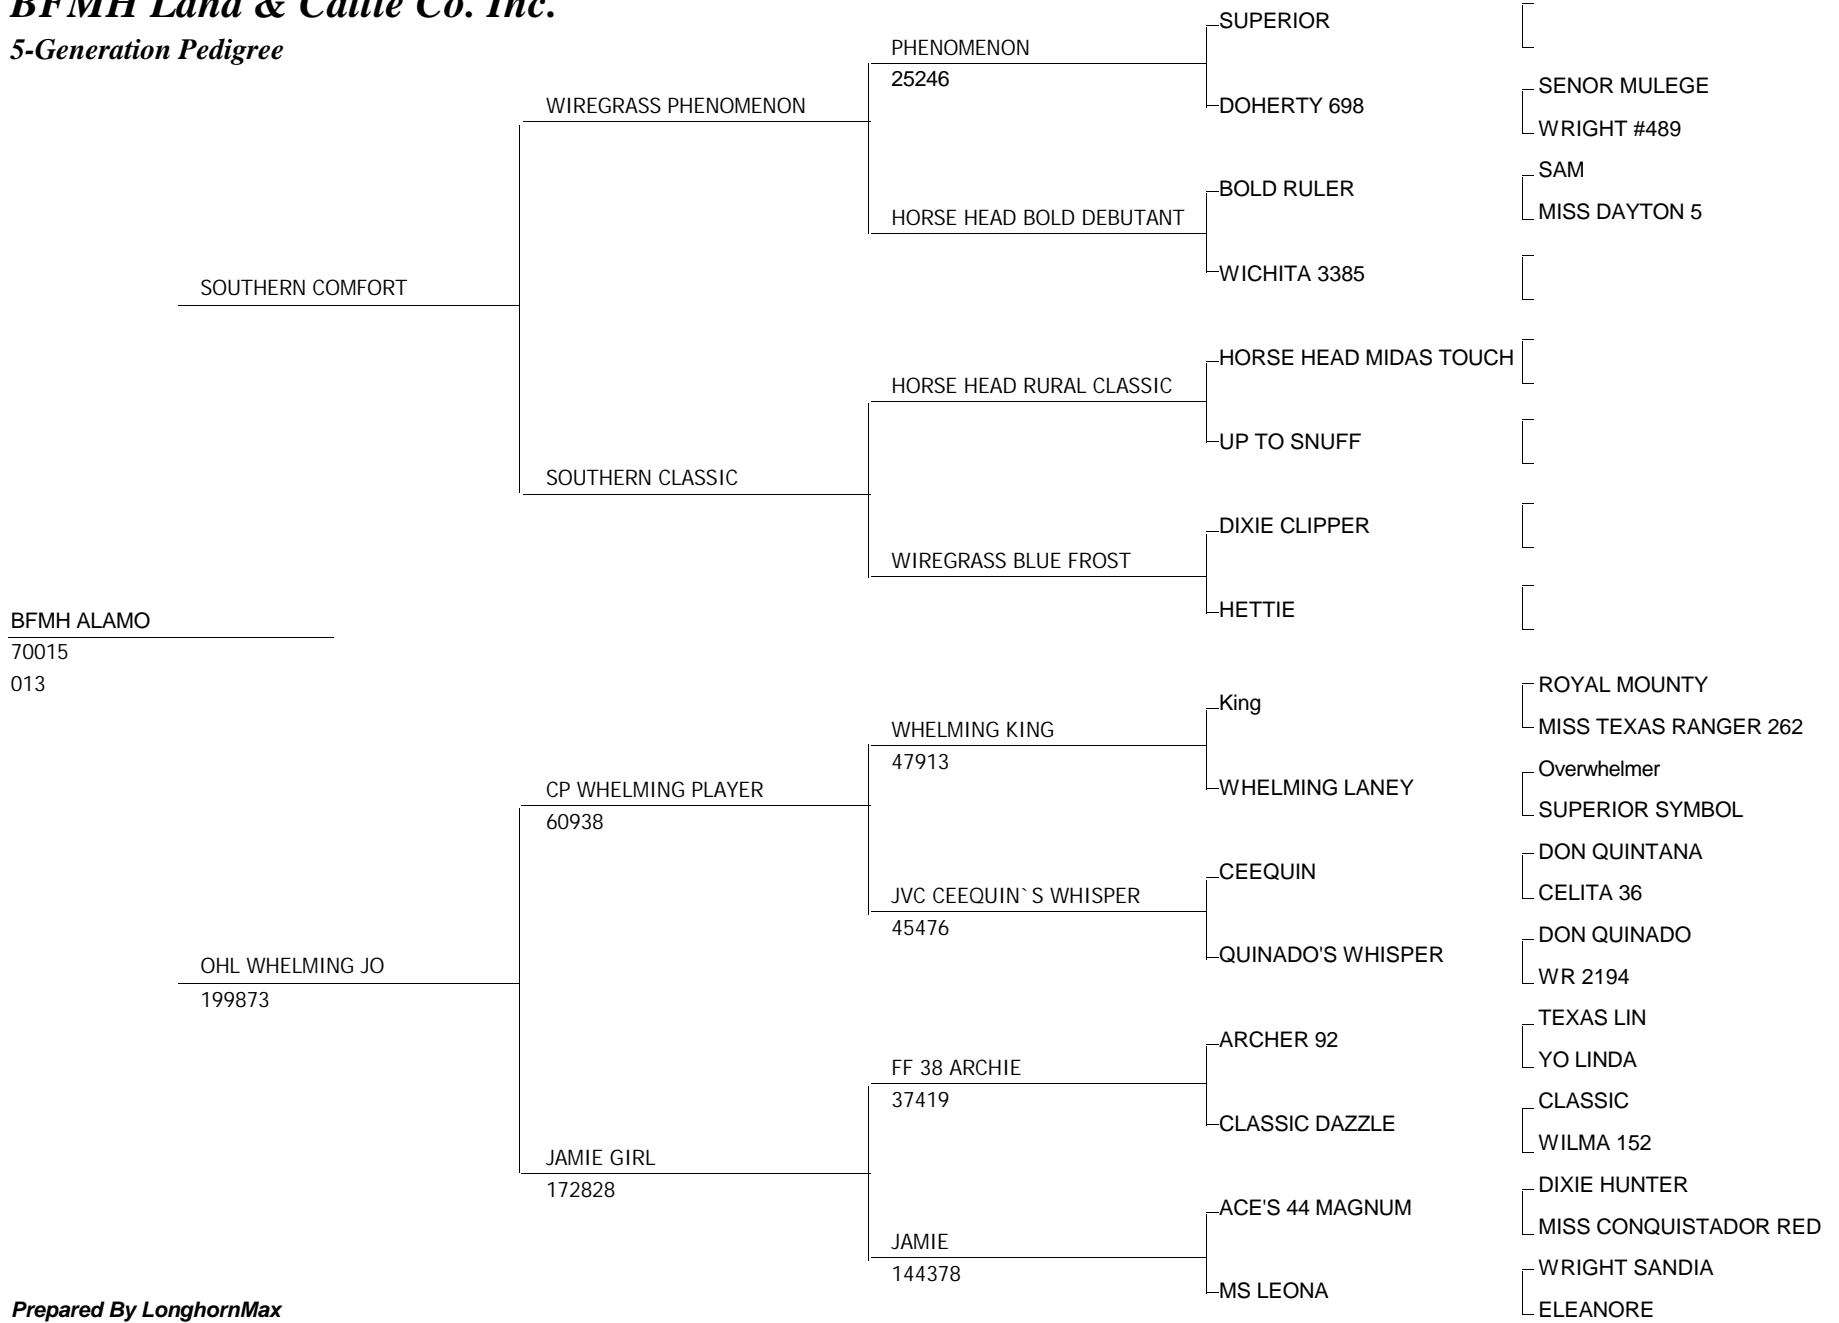 BFMH Land & Cattle Co. Inc.
5-Generation Pedigree
BFMH ALAMO
70015
013
SOUTHERN COMFORT
OHL WHELMING JO
199873
WIREGRASS PHENOMENON
SOUTHERN CLASSIC
CP WHELMING PLAYER
60938
JAMIE GIRL
172828
PHENOMENON
25246
HORSE HEAD BOLD DEBUTANT
HORSE HEAD RURAL CLASSIC
WIREGRASS BLUE FROST
WHELMING KING
47913
JVC CEEQUIN`S WHISPER
45476
FF 38 ARCHIE
37419
JAMIE
144378
SUPERIOR
DOHERTY 698
BOLD RULER
WICHITA 3385
HORSE HEAD MIDAS TOUCH
UP TO SNUFF
DIXIE CLIPPER
HETTIE
King
WHELMING LANEY
CEEQUIN
QUINADO'S WHISPER
ARCHER 92
CLASSIC DAZZLE
ACE'S 44 MAGNUM
MS LEONA
SENOR MULEGE
WRIGHT #489
SAM
MISS DAYTON 5
ROYAL MOUNTY
MISS TEXAS RANGER 262
Overwhelmer
SUPERIOR SYMBOL
DON QUINTANA
CELITA 36
DON QUINADO
WR 2194
TEXAS LIN
YO LINDA
CLASSIC
WILMA 152
DIXIE HUNTER
MISS CONQUISTADOR RED
WRIGHT SANDIA
ELEANORE
Prepared By LonghornMax